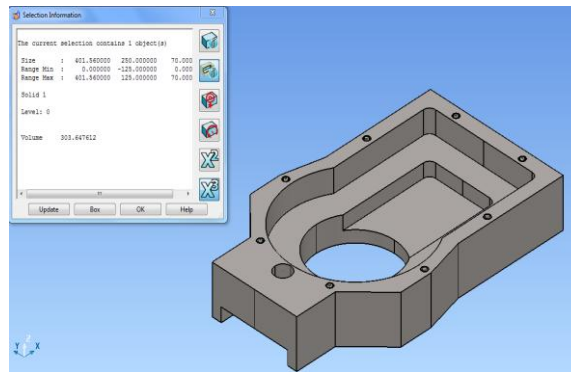 Selection Information
The current selection contains 1 object(s)
Size : 401.560000 250.000000 70.000
Range Min : 0.000000 -125.000000 0.000
Range Max : 401.560000 125.000000 70.000
Solid 1
Level: 0
Volume 303.647612
X2
X3
Update Box OK Help
Z
Y X